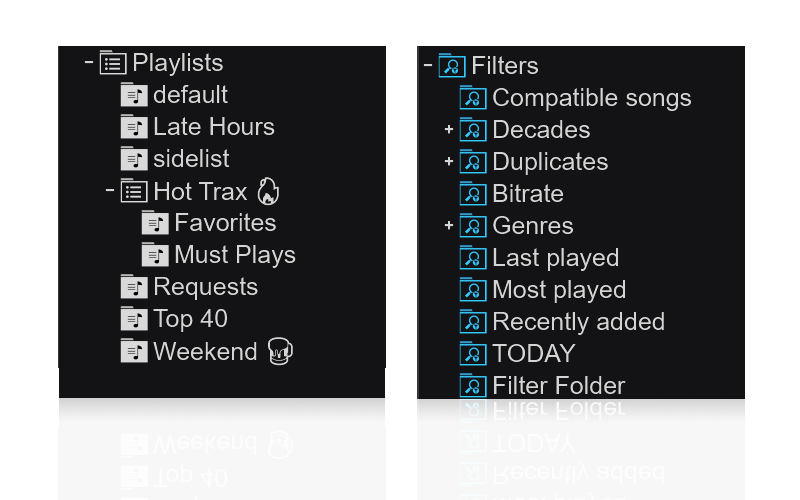 Playlists
default
Late Hours
sidelist
Hot Trax
Favorites
Must Plays
Requests
Top 40
Weekend
Filters
Compatible songs
Decades
Duplicates
Bitrate
Genres
Last played
Most played
Recently added
TODAY
Filter Folder